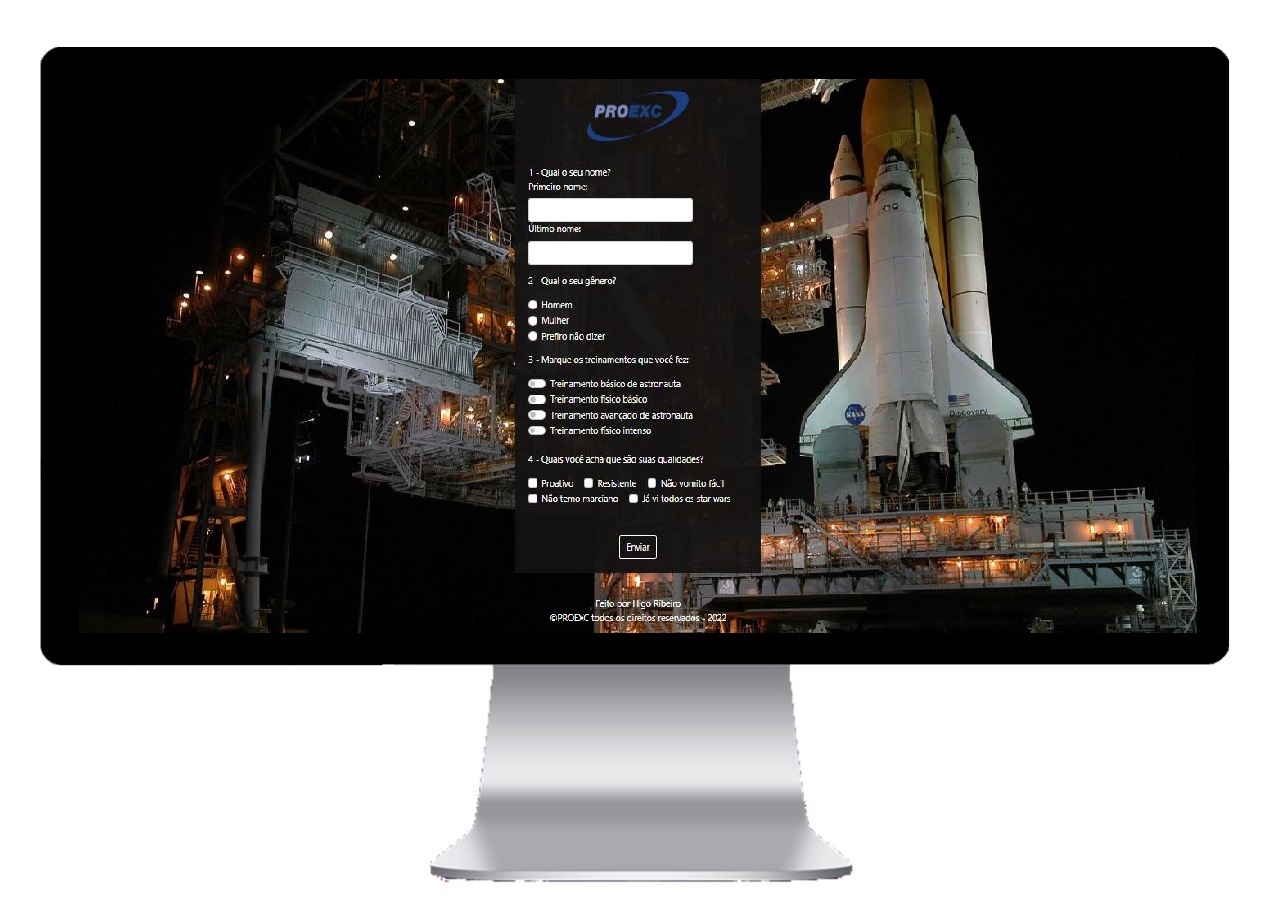 PROEXC
1 - Qual o seu nome?
Primeiro nome:
Último nome:
2 - Qual o seu gênero?
Homem
Mulher
Prefiro não dizer
3 - Marque os treinamentos que você fez:
Treinamento básico de astronauta
Treinamento físico básico
Treinamento avançado de astronauta
Treinamento físico intenso
4 - Quais você acha que são suas qualidades?
Proativo Resistente Não vomito fácil
Não temo marciano Já vi todos os star wars
Enviar
Feito por Higo Ribeiro
©PROEXC todos os direitos reservados - 2022
NASA
Discovery